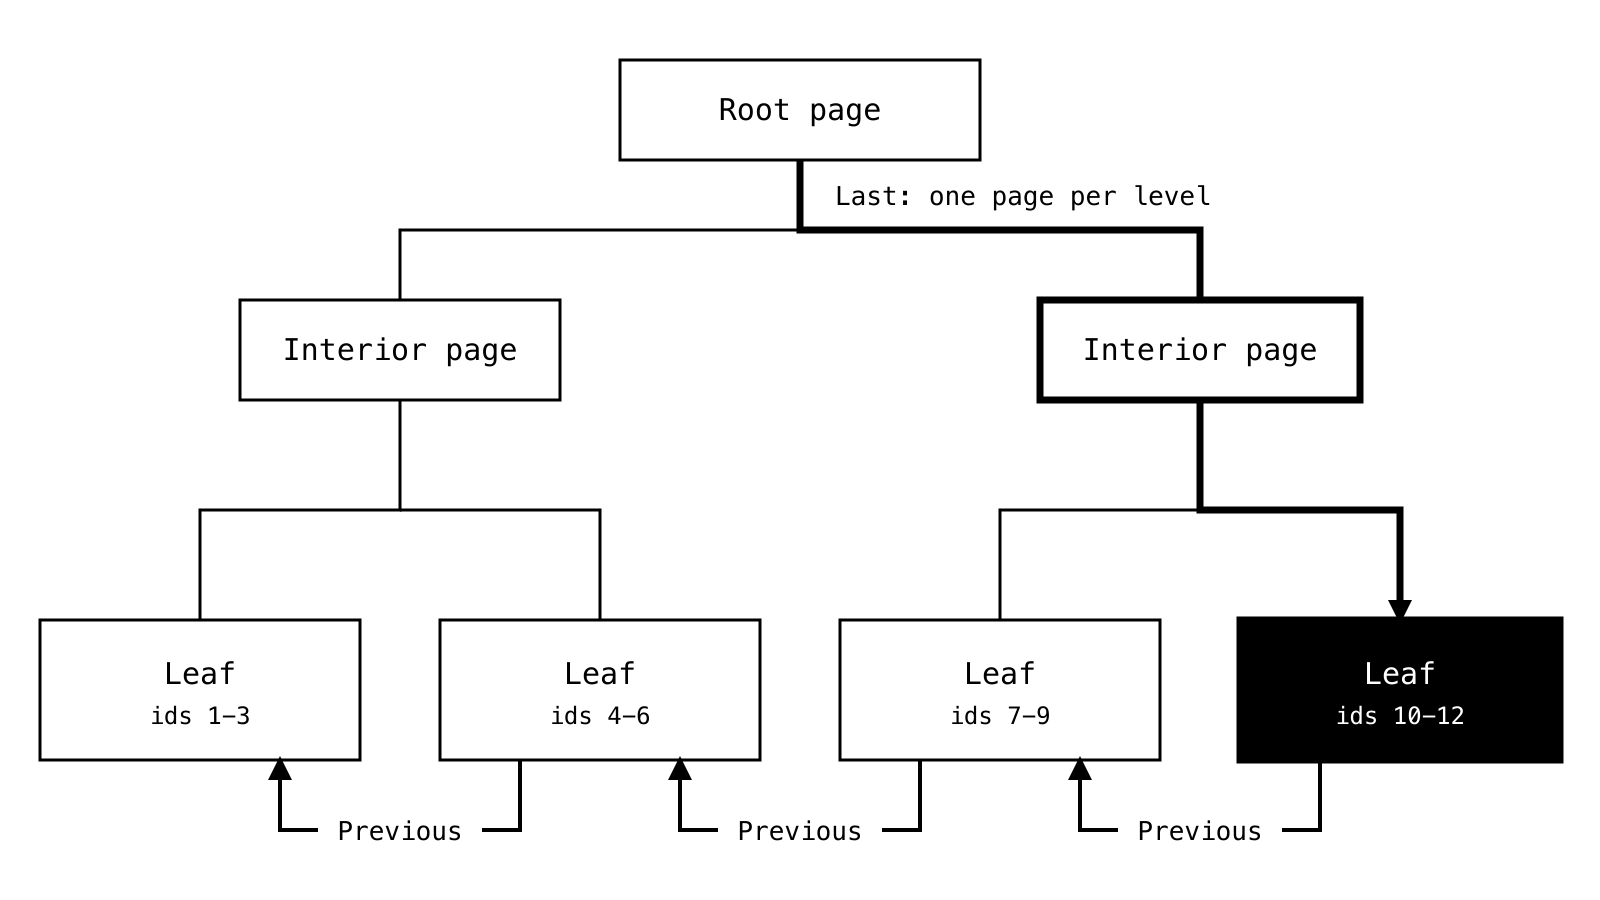 Root page
Last: one page per level
Interior page
Interior page
Leaf
ids 1–3
Leaf
ids 4–6
Leaf
ids 7–9
Leaf
ids 10–12
Previous
Previous
Previous